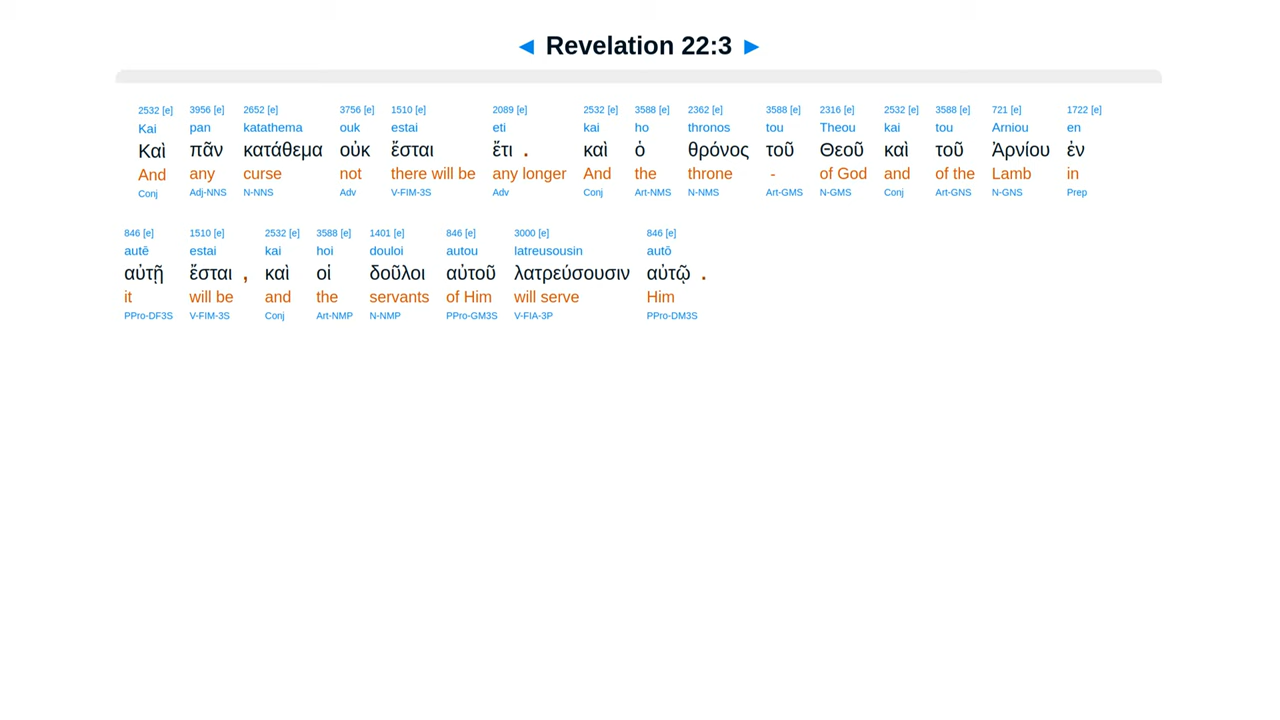 ◄ Revelation 22:3 ►
2532 [e] 3956 [e] 2652 [e] 3756 [e] 1510 [e] 2089 [e] 2532 [e] 3588 [e] 2362 [e] 3588 [e] 2316 [e] 2532 [e] 3588 [e] 721 [e] 1722 [e]
Kai pan katathema ouk estai eti kai ho thronos tou Theou kai tou Arniou en
Καὶ πᾶν κατάθεμα οὐκ ἔσται ἔτι . καὶ ὁ θρόνος τοῦ Θεοῦ καὶ τοῦ Ἀρνίου ἐν
And any curse not there will be any longer And the throne - of God and of the Lamb in
Conj Adj-NNS N-NNS Adv V-FIM-3S Adv Conj Art-NMS N-NMS Art-GMS N-GMS Conj Art-GNS N-GNS Prep
846 [e] 1510 [e] 2532 [e] 3588 [e] 1401 [e] 846 [e] 3000 [e] 846 [e]
autē estai kai hoi douloi autou latreusousin autō
αὐτῇ ἔσται , καὶ οἱ δοῦλοι αὐτοῦ λατρεύσουσιν αὐτῷ .
it will be and the servants of Him will serve Him
PPro-DF3S V-FIM-3S Conj Art-NMP N-NMP PPro-GM3S V-FIA-3P PPro-DM3S